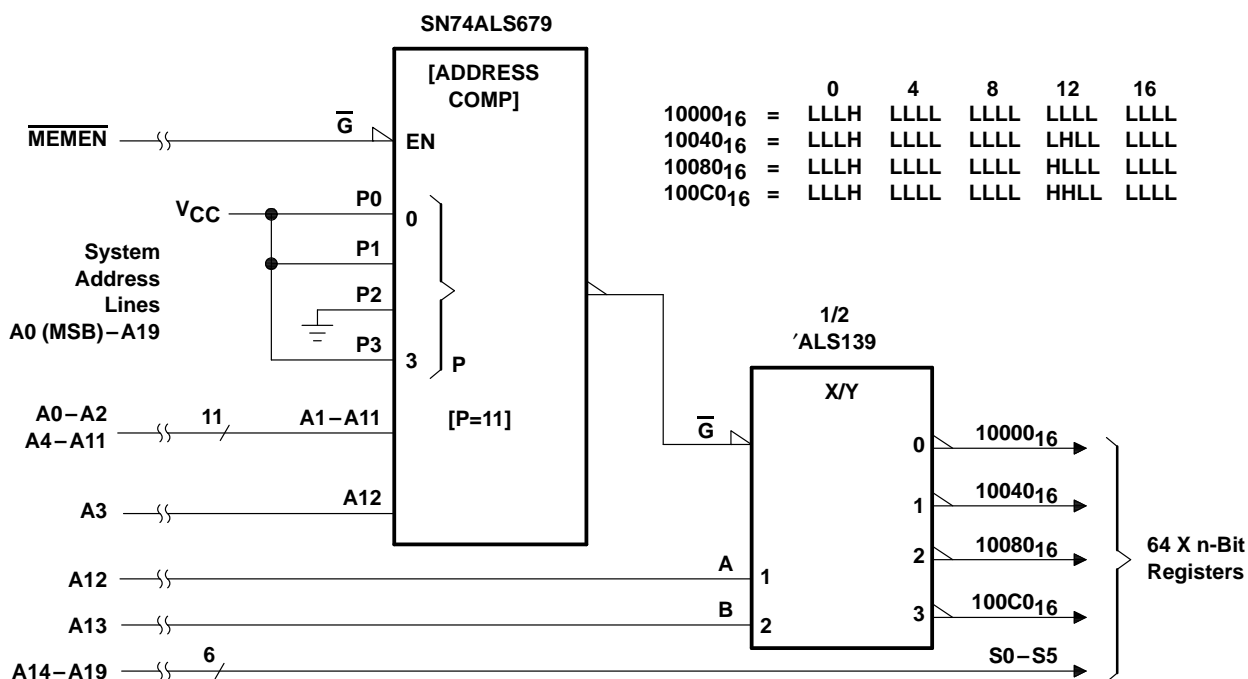 SN74ALS679
[ADDRESS
COMP]
0 4 8 12 16
10000₁₆ = LLLH LLLL LLLL LLLL LLLL
10040₁₆ = LLLH LLLL LLLL LHLL LLLL
10080₁₆ = LLLH LLLL LLLL HLLL LLLL
100C0₁₆ = LLLH LLLL LLLL HHLL LLLL
M̅E̅M̅E̅N̅ G̅ EN
VCC P0 0
P1
P2
P3 3 P
System
Address
Lines
A0 (MSB)–A19
1/2
′ALS139
X/Y
A0–A2
A4–A11
11 A1–A11 [P=11]
G̅
0 10000₁₆
A3 A12
1 10040₁₆
2 10080₁₆
3 100C0₁₆
64 X n-Bit
Registers
A12 A 1
A13 B 2
A14–A19 6 S0–S5